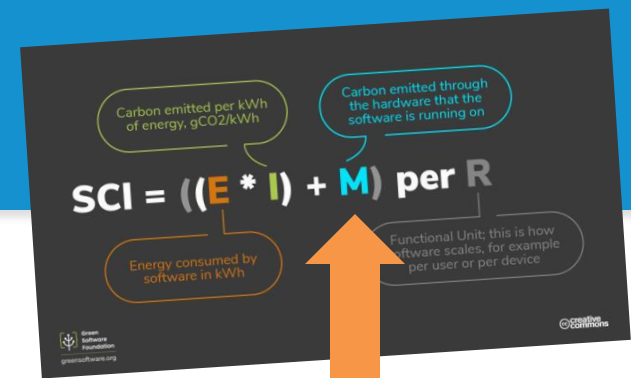 Carbon emitted per kWh
of energy, gCO2/kWh
Carbon emitted through
the hardware that the
software is running on
SCI = ((E * I) + M) per R
Energy consumed by
software in kWh
Functional Unit; this is how
software scales, for example
per user or per device
Green
Software
Foundation
greensoftware.org
cc creative
commons